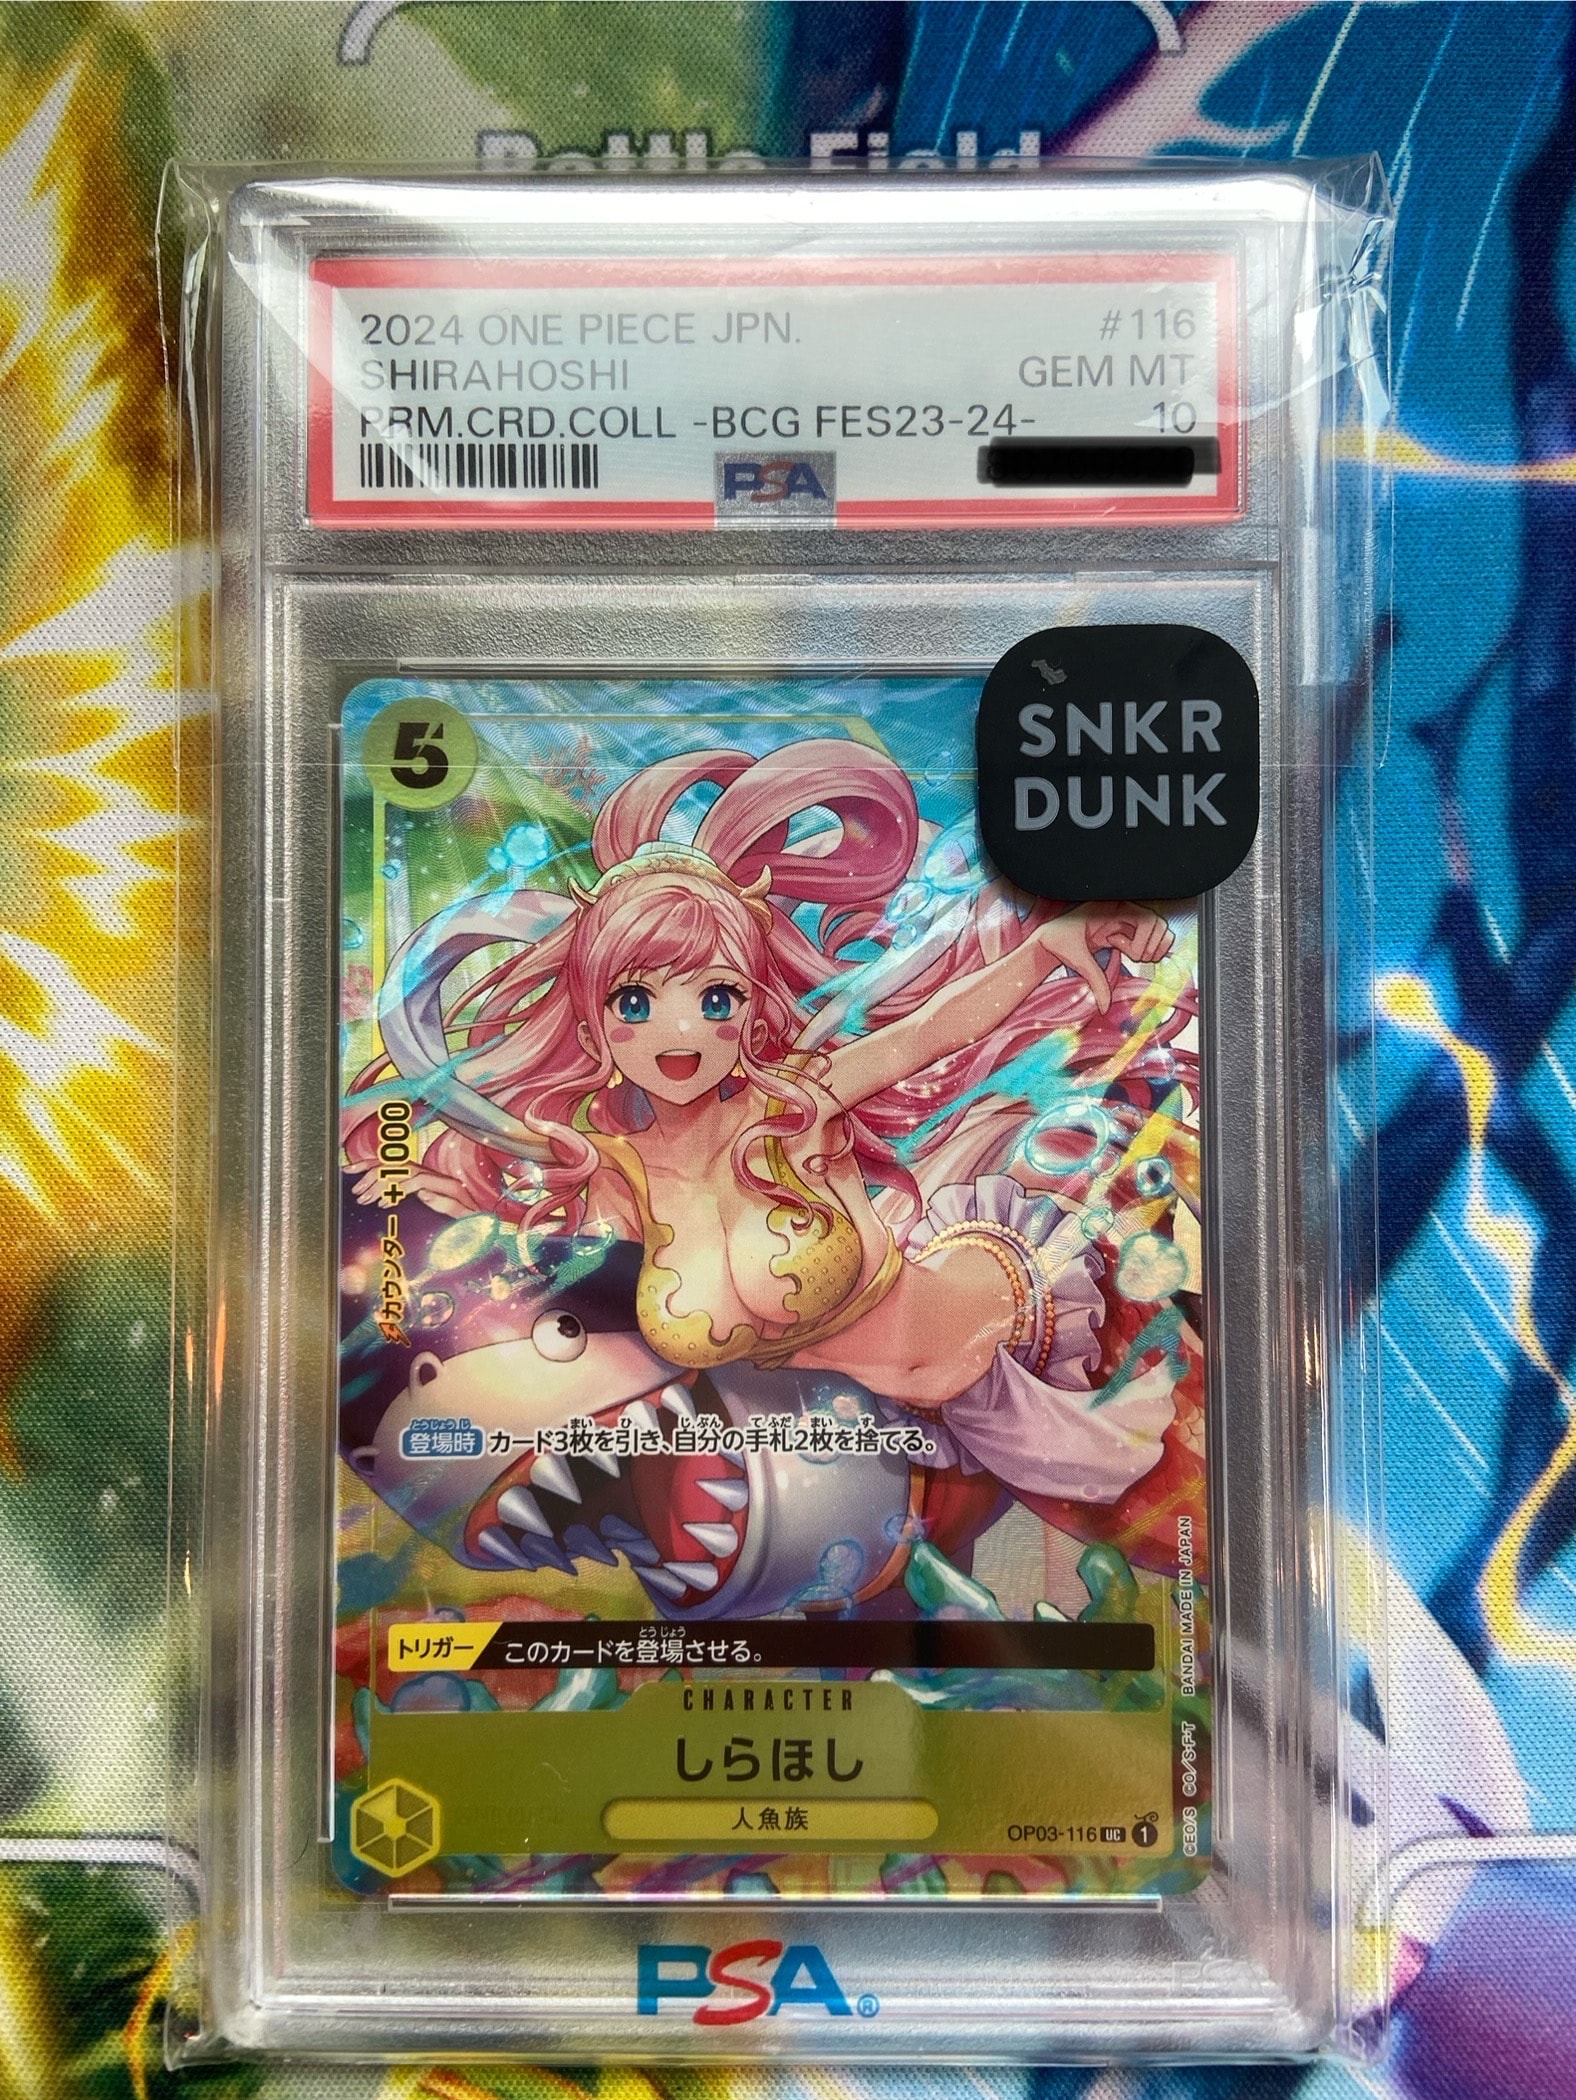 Battle Field
2024 ONE PIECE JPN. #116
SHIRAHOSHI GEM MT
PRM.CRD.COLL -BCG FES23-24- 10
PSA
SNKR
DUNK
5
カウンター +1000
登場時 カード3枚を引き、自分の手札2枚を捨てる。
トリガー このカードを登場させる。
CHARACTER
しらほし
人魚族
OP03-116 UC 1
©EO/S ©O/S・F・T BANDAI MADE IN JAPAN
PSA®